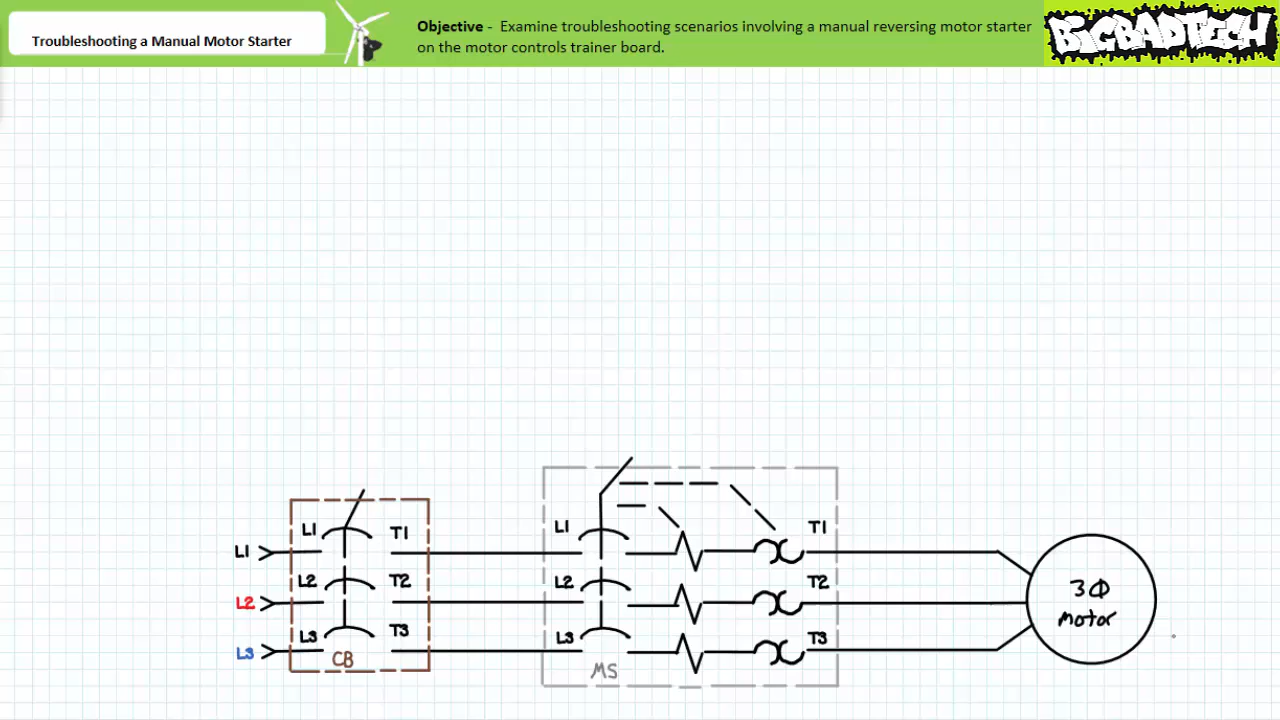 Troubleshooting a Manual Motor Starter
Objective - Examine troubleshooting scenarios involving a manual reversing motor starter
on the motor controls trainer board.
BIGBADTECH
L1 L1 T1 L1 T1
L2 L2 T2 L2 T2
L3 L3 T3 L3 T3
CB MS
3Φ
motor